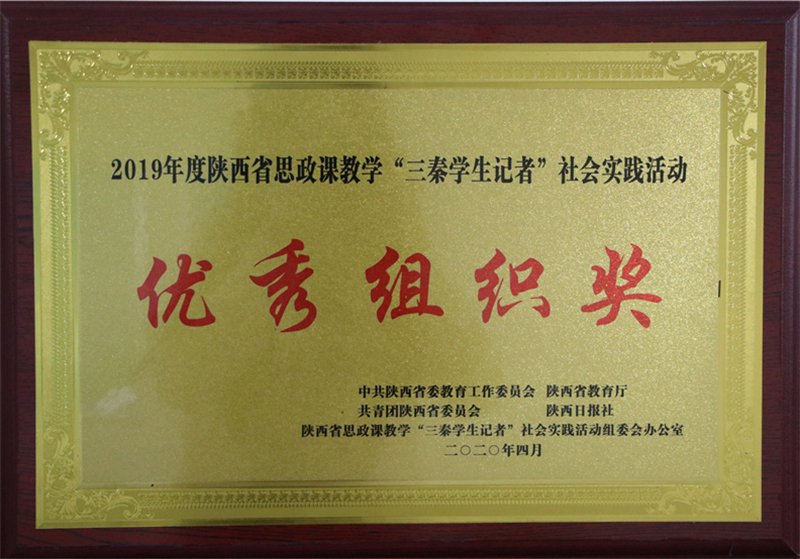 2019年度陕西省思政课教学“三秦学生记者”社会实践活动
优秀组织奖
中共陕西省委教育工作委员会 陕西省教育厅
共青团陕西省委员会 陕西日报社
陕西省思政课教学“三秦学生记者”社会实践活动组委会办公室
二〇二〇年四月